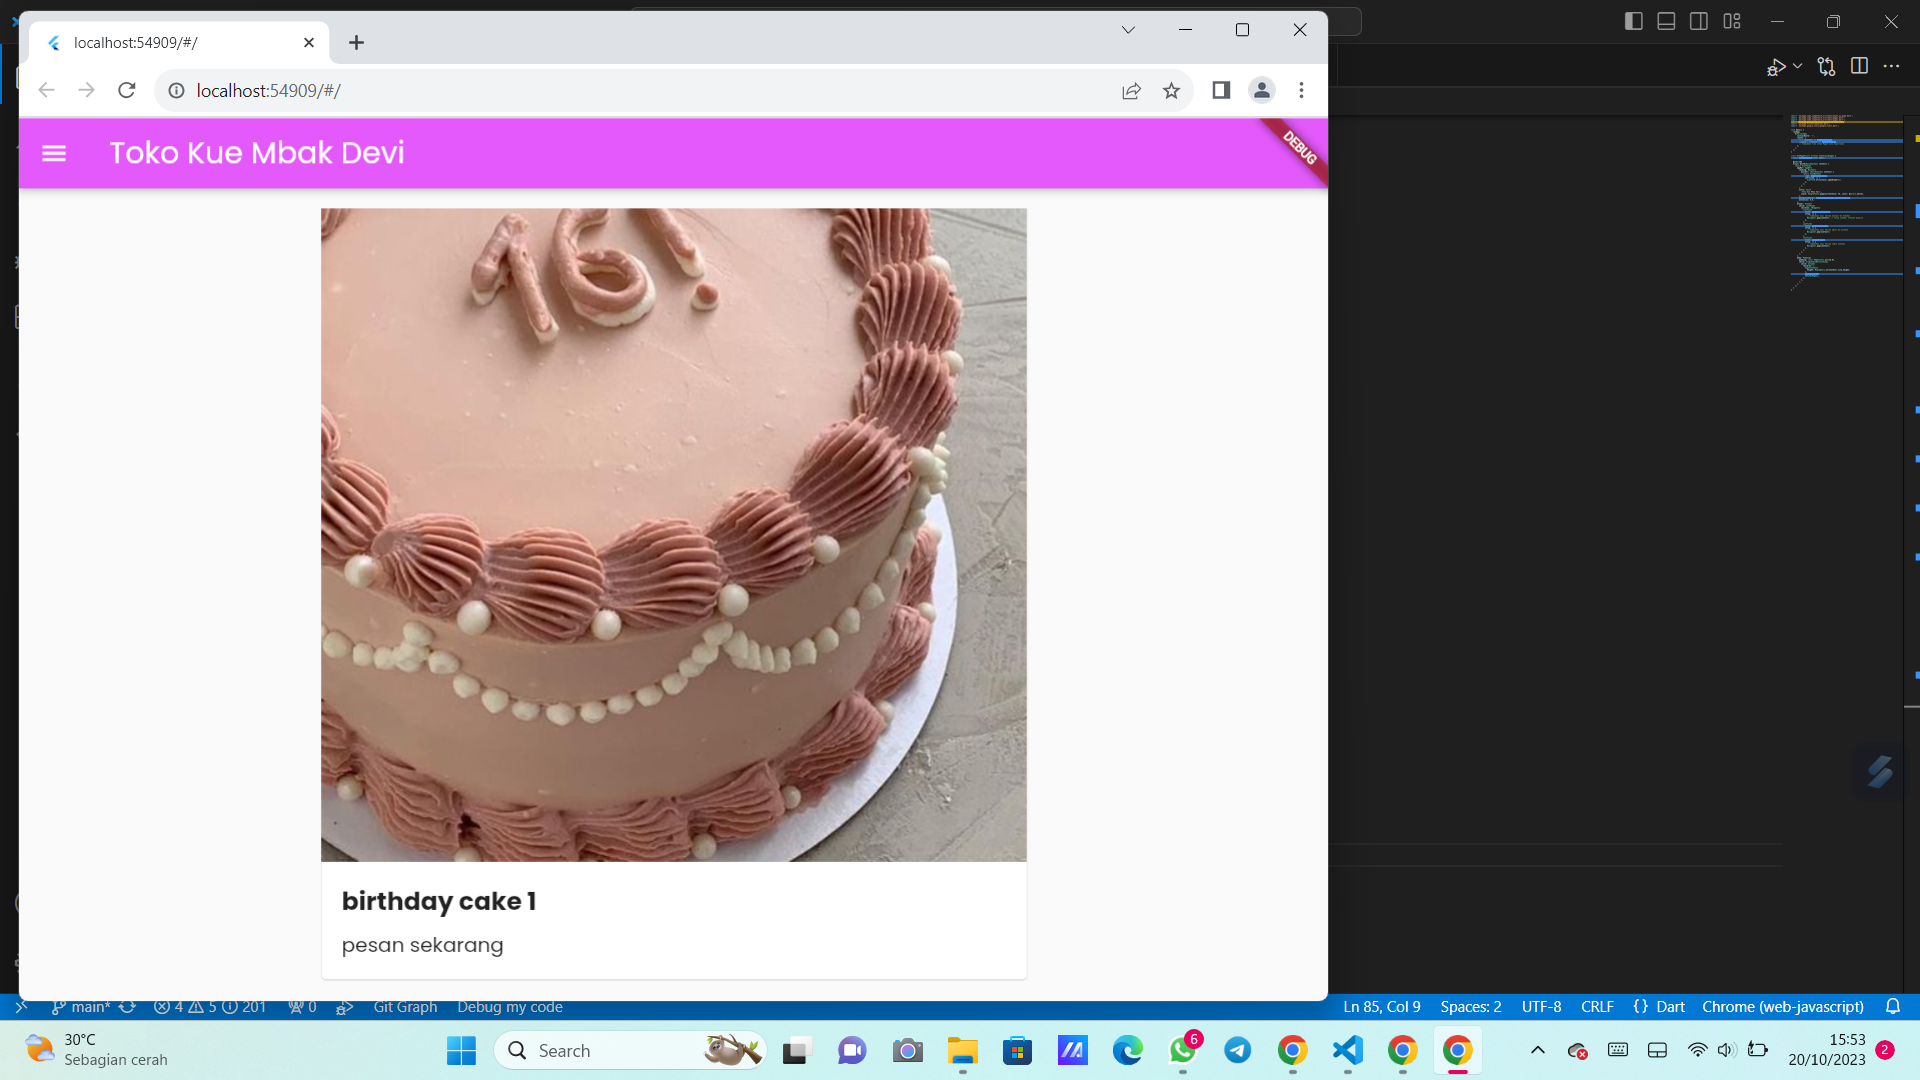 localhost:54909/#/
localhost:54909/#/
Toko Kue Mbak Devi
DEBUG
16!
birthday cake 1
pesan sekarang
main* 4 5 201 0 Git Graph Debug my code Ln 85, Col 9 Spaces: 2 UTF-8 CRLF {} Dart Chrome (web-javascript)
30°C
Sebagian cerah
Search
6
15:53
20/10/2023
2